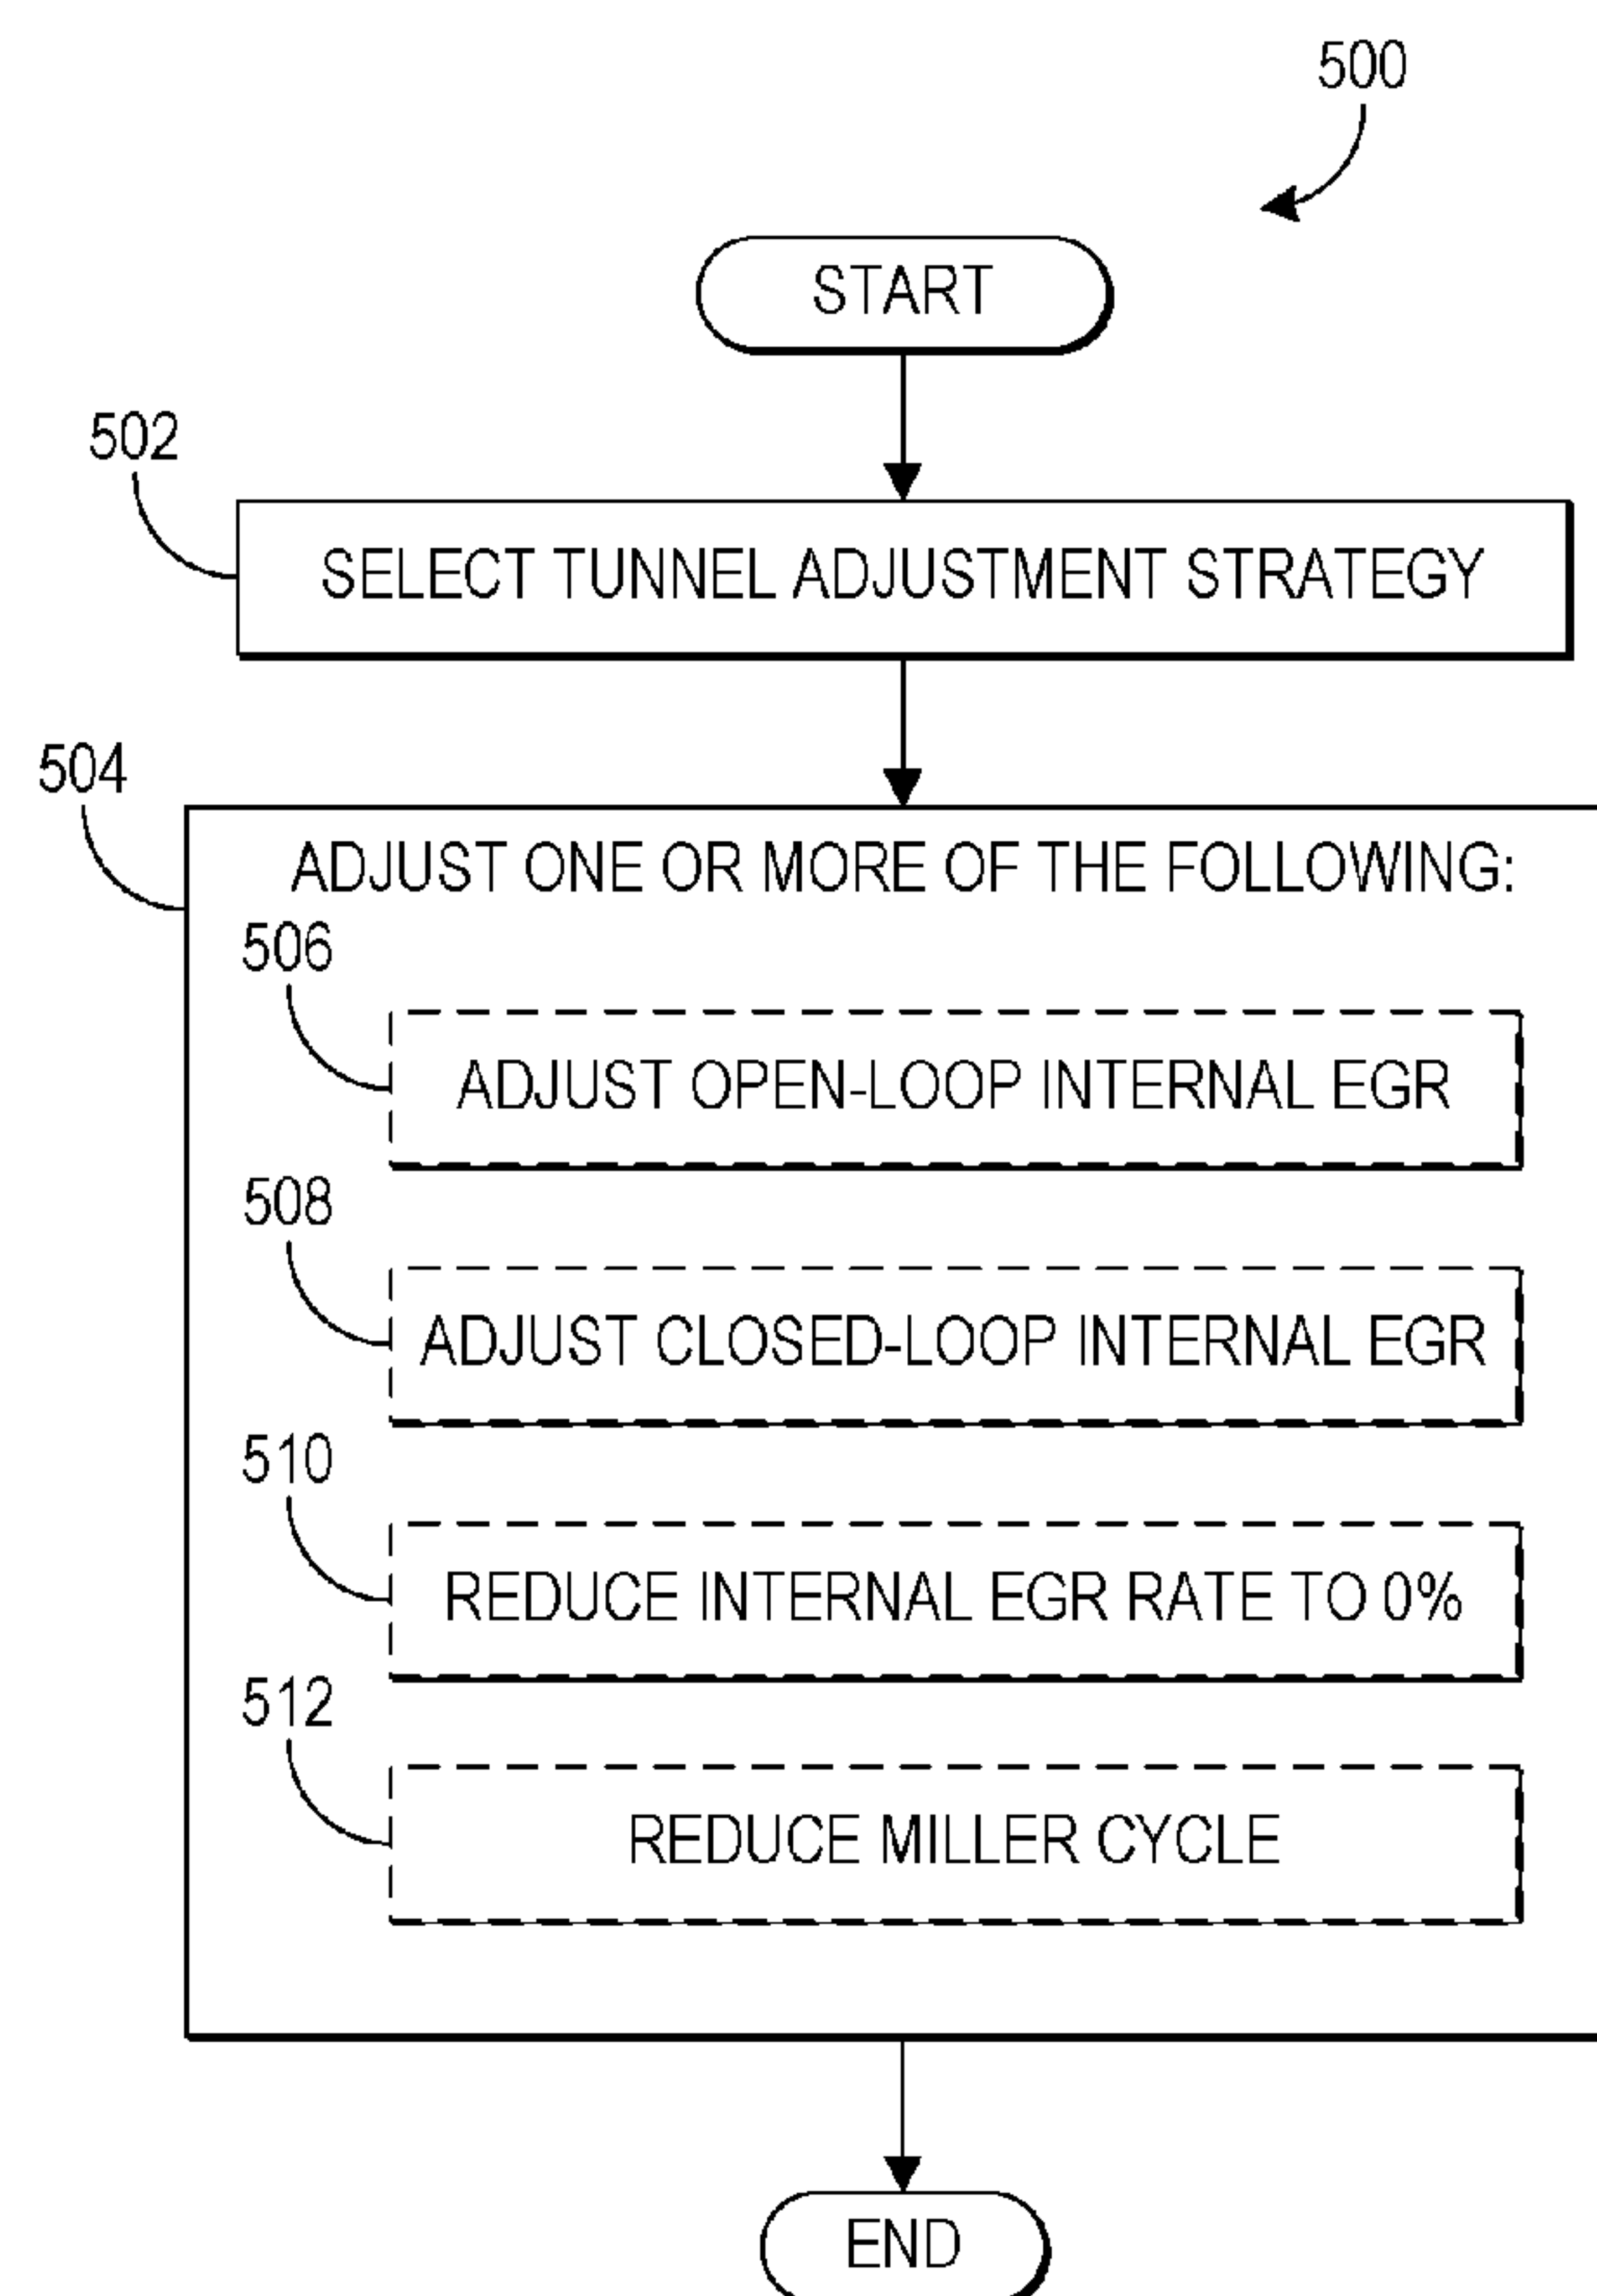 500
START
502
SELECT TUNNEL ADJUSTMENT STRATEGY
504
ADJUST ONE OR MORE OF THE FOLLOWING:
506
ADJUST OPEN-LOOP INTERNAL EGR
508
ADJUST CLOSED-LOOP INTERNAL EGR
510
REDUCE INTERNAL EGR RATE TO 0%
512
REDUCE MILLER CYCLE
END